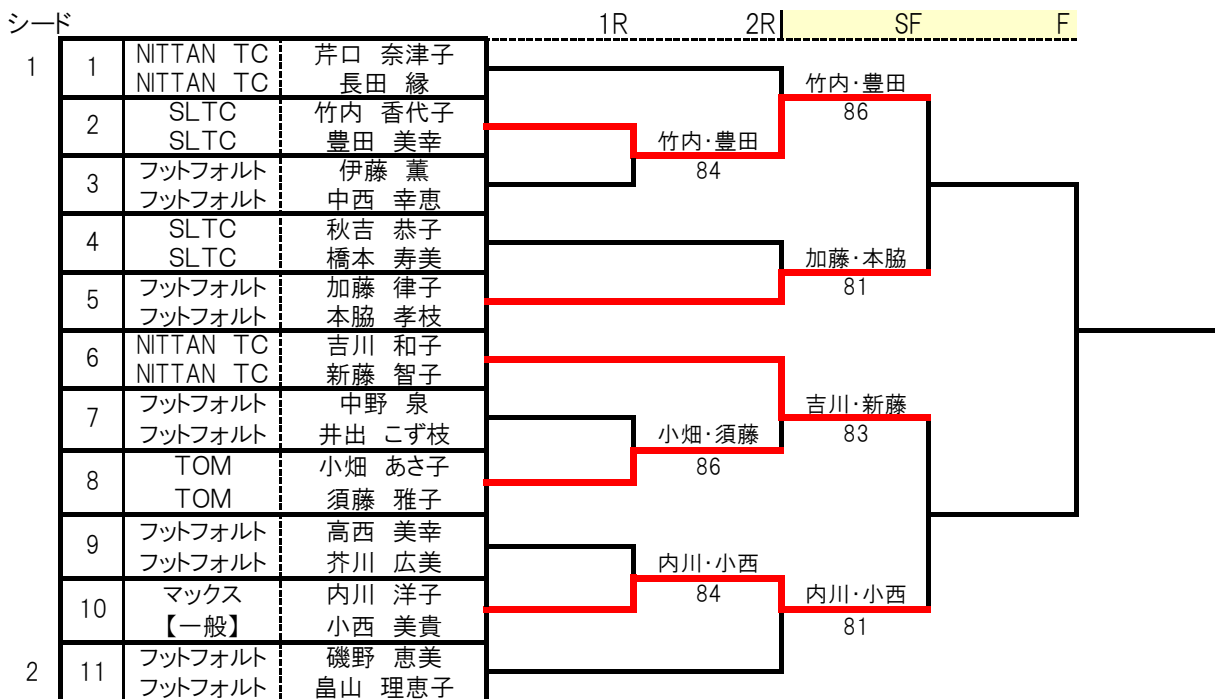 シード 1R 2R SF F
1 1 NITTAN TC 芹口 奈津子
NITTAN TC 長田 縁
竹内・豊田
86
2 SLTC 竹内 香代子
SLTC 豊田 美幸
竹内・豊田
84
3 フットフォルト 伊藤 薫
フットフォルト 中西 幸恵
4 SLTC 秋吉 恭子
SLTC 橋本 寿美
加藤・本脇
81
5 フットフォルト 加藤 律子
フットフォルト 本脇 孝枝
6 NITTAN TC 吉川 和子
NITTAN TC 新藤 智子
吉川・新藤
83
7 フットフォルト 中野 泉
フットフォルト 井出 こず枝
小畑・須藤
86
8 TOM 小畑 あさ子
TOM 須藤 雅子
9 フットフォルト 高西 美幸
フットフォルト 芥川 広美
内川・小西
84
10 マックス 内川 洋子
【一般】 小西 美貴
内川・小西
81
2 11 フットフォルト 磯野 恵美
フットフォルト 畠山 理恵子